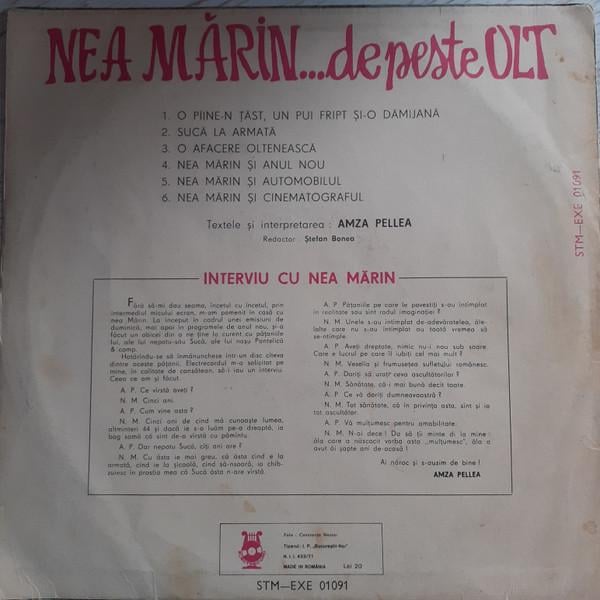 NEA MĂRIN...de peste OLT
1. O PÎINE-N ȚĂST, UN PUI FRIPT ȘI-O DĂMIJANĂ
2. SUCĂ LA ARMATĂ
3. O AFACERE OLTENEASCĂ
4. NEA MĂRIN ȘI ANUL NOU
5. NEA MĂRIN ȘI AUTOMOBILUL
6. NEA MĂRIN ȘI CINEMATOGRAFUL
Textele și interpretarea : AMZA PELLEA
Redactor : Ștefan Bonea
STM—EXE 01091
INTERVIU CU NEA MĂRIN
Fără să-mi dau seama, încetul cu încetul, prin
intermediul micului ecran, m-am pomenit în casă cu
nea Mărin. La început în cadrul unei emisiuni de
duminică, mai apoi în programele de anul nou, și-a
făcut un obicei din a ne ține la curent cu pățaniile
lui, ale lui nepotu-său Sucă, ale lui nașu Pantelică
& comp.
Hotărîndu-se să înmănuncheze într-un disc cîteva
dintre aceste pățanii, Electrecordul m-a solicitat pe
mine, în calitate de consătean, să-i iau un interviu.
Ceea ce am și făcut.
A. P. Ce vîrstă aveți ?
N. M. Cinci ani.
A. P. Cum vine asta ?
N. M. Cinci ani de cînd mă cunoaște lumea,
altminteri 44 și dacă ie s-o luăm pe-a dreaptă, ia
bag samă că sînt de-o vîrstă cu pămîntu.
A. P. Dar nepotu Sucă, cîți ani are ?
N. M. Cu ăsta ie mai greu, că ăsta cînd e la
armată, cînd ie la școală, cînd să-nsoară, io chib-
zuiesc în prostia mea că Sucă ăsta n-are vîrstă.
A. P. Pățaniile pe care le povestiți s-au întîmplat
în realitate sau sînt rodul imaginației ?
N. M. Unele s-au întîmplat de-adevăratelea, ăle-
lalte care nu s-au întîmplat au toată vremea să
se-ntîmple.
A. P. Aveți dreptate, nimic nu-i nou sub soare.
Care e lucrul pe care îl iubiți cel mai mult ?
N. M. Veselia și frumusețea sufletului românesc.
A. P. Doriți să urați ceva ascultătorilor ?
N. M. Sănătate, că-i mai bună decît toate.
A. P. Ce vă doriți dumneavoastră ?
N. M. Tot sănătate, că în privința asta, sînt și io
tot ascultător.
A. P. Vă mulțumesc pentru amabilitate.
N. M. N-ai dece ! Da să ții minte di la mine :
ăla care a născocit vorba asta „mulțumesc", ăla a
avut ăi șapte ani de-acasă !
Ai noroc și s-auzim de bine !
AMZA PELLEA
Foto : Constanța Nestor
Tiparul: I. P. „Bucureștii-Noi"
N. I. I. 453/71
MADE IN ROMÂNIA Lei 20
STM—EXE 01091